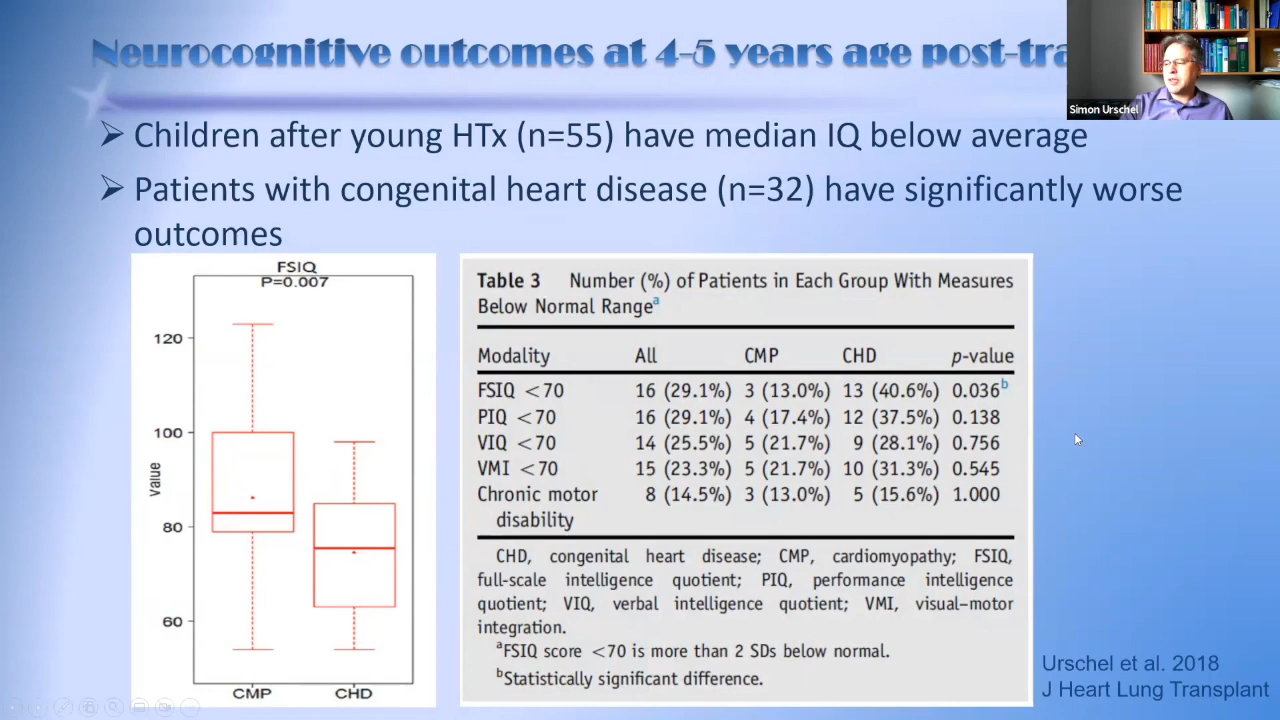 Neurocognitive outcomes at 4-5 years age post-tra
Simon Urschel
➢ Children after young HTx (n=55) have median IQ below average
➢ Patients with congenital heart disease (n=32) have significantly worse
outcomes
FSIQ
P=0.007
120
100
80
60
value
CMP CHD
Table 3 Number (%) of Patients in Each Group With Measures
Below Normal Rangeᵃ
Modality All CMP CHD p-value
FSIQ <70 16 (29.1%) 3 (13.0%) 13 (40.6%) 0.036ᵇ
PIQ <70 16 (29.1%) 4 (17.4%) 12 (37.5%) 0.138
VIQ <70 14 (25.5%) 5 (21.7%) 9 (28.1%) 0.756
VMI <70 15 (23.3%) 5 (21.7%) 10 (31.3%) 0.545
Chronic motor 8 (14.5%) 3 (13.0%) 5 (15.6%) 1.000
disability
CHD, congenital heart disease; CMP, cardiomyopathy; FSIQ,
full-scale intelligence quotient; PIQ, performance intelligence
quotient; VIQ, verbal intelligence quotient; VMI, visual–motor
integration.
ᵃFSIQ score <70 is more than 2 SDs below normal.
ᵇStatistically significant difference.
Urschel et al. 2018
J Heart Lung Transplant